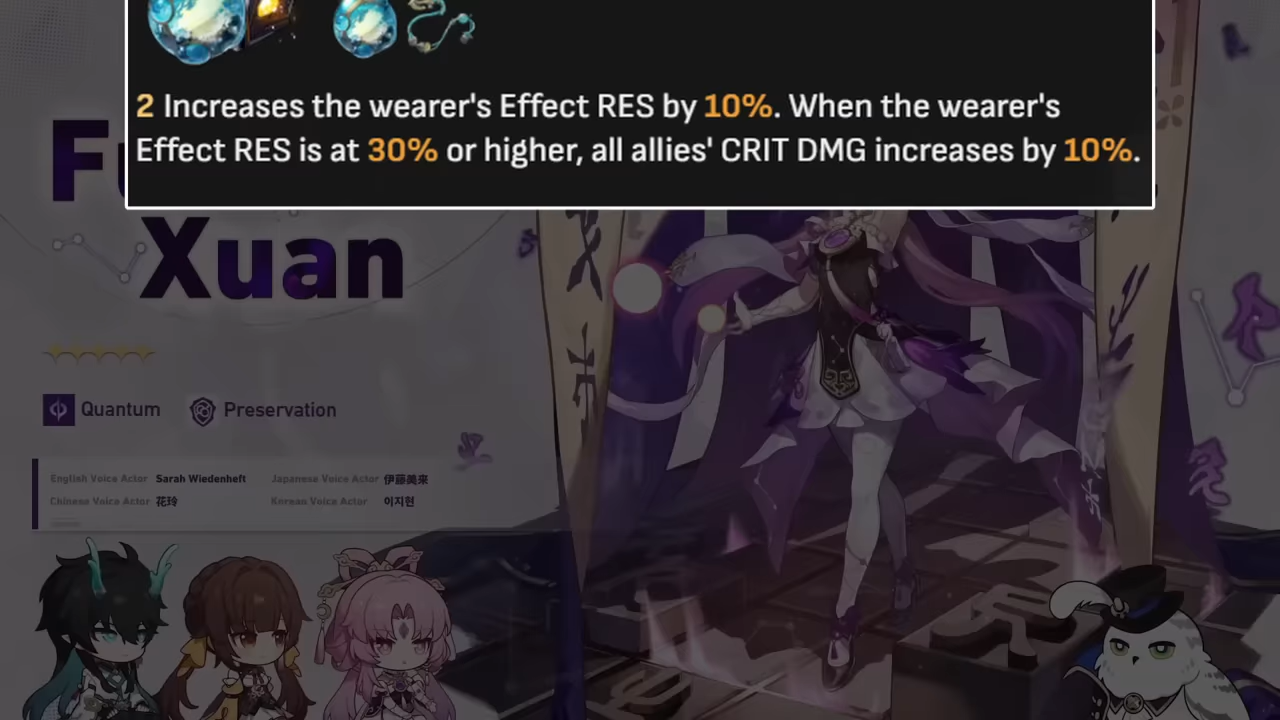 2 Increases the wearer's Effect RES by 10%. When the wearer's
Effect RES is at 30% or higher, all allies' CRIT DMG increases by 10%.
Xuan
Quantum Preservation
English Voice Actor Sarah Wiedenheft Japanese Voice Actor 伊藤美来
Chinese Voice Actor 花玲 Korean Voice Actor 이지현